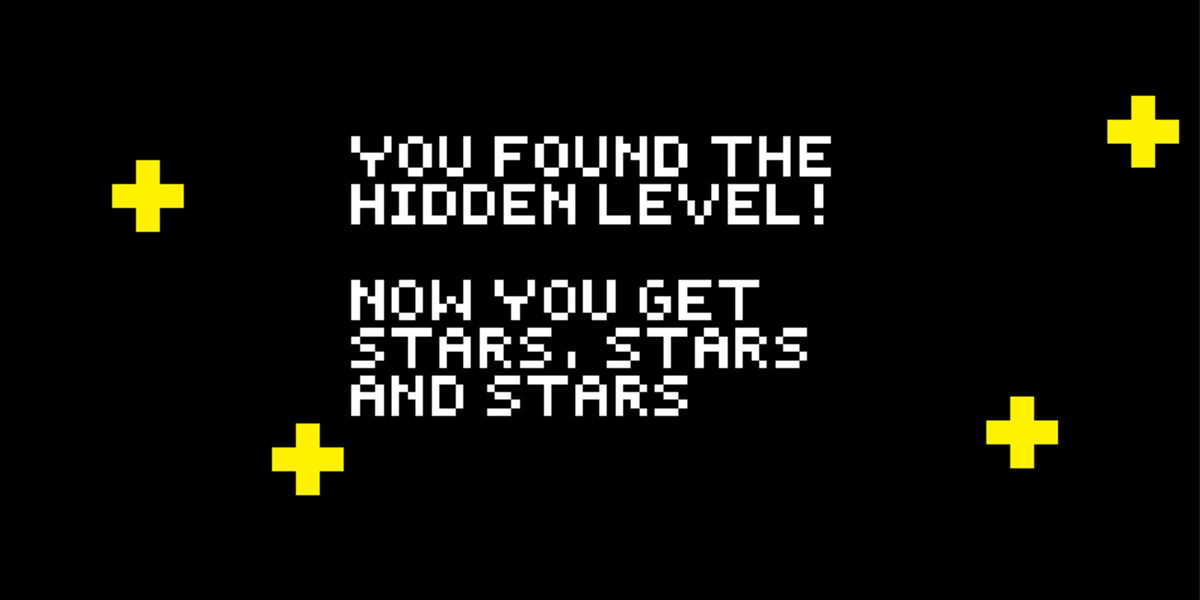 YOU FOUND THE
HIDDEN LEVEL!
NOW YOU GET
STARS, STARS
AND STARS